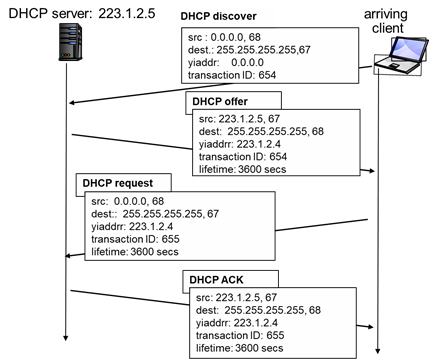 DHCP server: 223.1.2.5
arriving
client
DHCP discover
src : 0.0.0.0, 68
dest.: 255.255.255.255,67
yiaddr: 0.0.0.0
transaction ID: 654
DHCP offer
src: 223.1.2.5, 67
dest: 255.255.255.255, 68
yiaddrr: 223.1.2.4
transaction ID: 654
lifetime: 3600 secs
DHCP request
src: 0.0.0.0, 68
dest:: 255.255.255.255, 67
yiaddrr: 223.1.2.4
transaction ID: 655
lifetime: 3600 secs
DHCP ACK
src: 223.1.2.5, 67
dest: 255.255.255.255, 68
yiaddrr: 223.1.2.4
transaction ID: 655
lifetime: 3600 secs